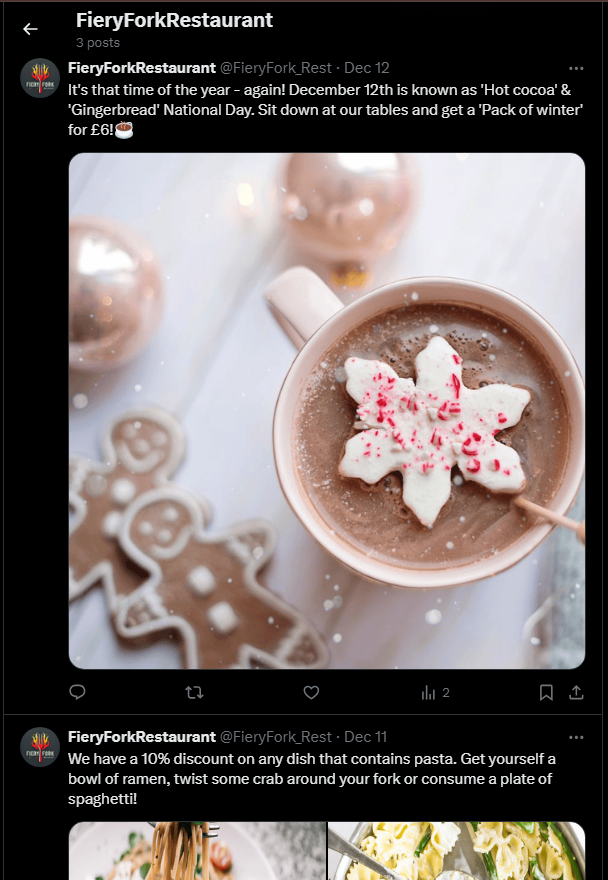 FieryForkRestaurant
3 posts
FieryForkRestaurant @FieryFork_Rest · Dec 12
It's that time of the year - again! December 12th is known as 'Hot cocoa' &
'Gingerbread' National Day. Sit down at our tables and get a 'Pack of winter'
for £6!☕
FIERY FORK
2
FieryForkRestaurant @FieryFork_Rest · Dec 11
We have a 10% discount on any dish that contains pasta. Get yourself a
bowl of ramen, twist some crab around your fork or consume a plate of
spaghetti!
FIERY FORK